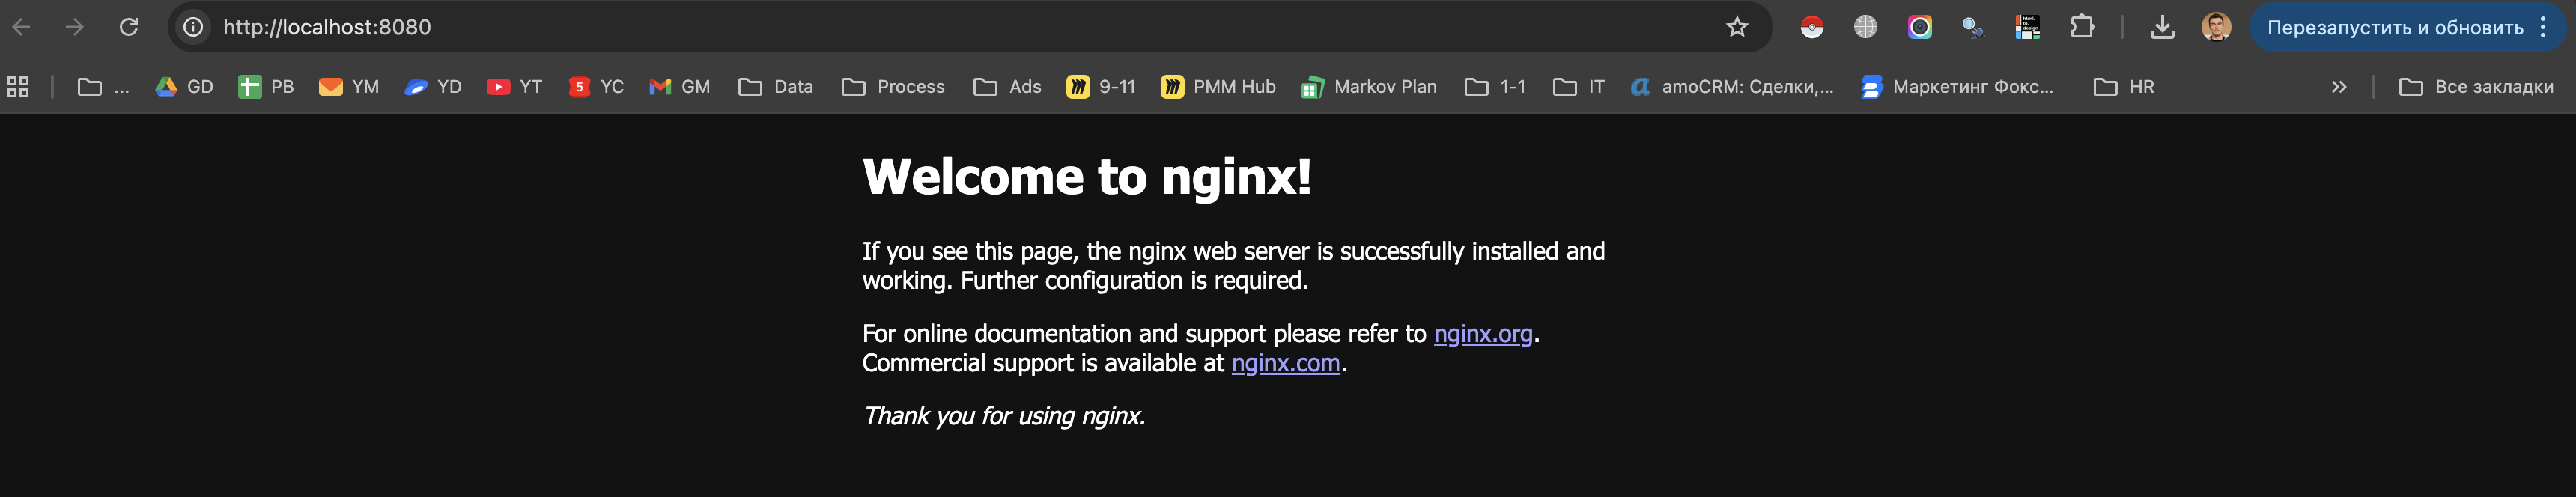 http://localhost:8080 Перезапустить и обновить
... GD PB YM YD YT 5 YC GM Data Process Ads 9-11 PMM Hub Markov Plan 1-1 IT amoCRM: Сделки,... Маркетинг Фокс... HR » Все закладки
Welcome to nginx!
If you see this page, the nginx web server is successfully installed and
working. Further configuration is required.
For online documentation and support please refer to nginx.org.
Commercial support is available at nginx.com.
Thank you for using nginx.